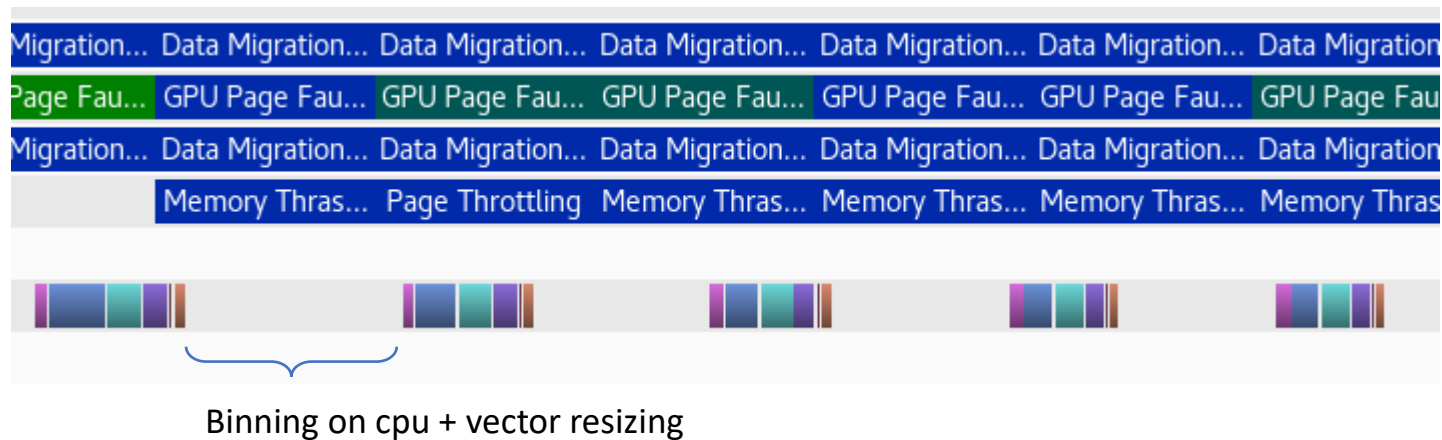 Migration... Data Migration... Data Migration... Data Migration... Data Migration... Data Migration... Data Migration
Page Fau... GPU Page Fau... GPU Page Fau... GPU Page Fau... GPU Page Fau... GPU Page Fau... GPU Page Fau
Migration... Data Migration... Data Migration... Data Migration... Data Migration... Data Migration... Data Migration
Memory Thras... Page Throttling Memory Thras... Memory Thras... Memory Thras... Memory Thras
Binning on cpu + vector resizing